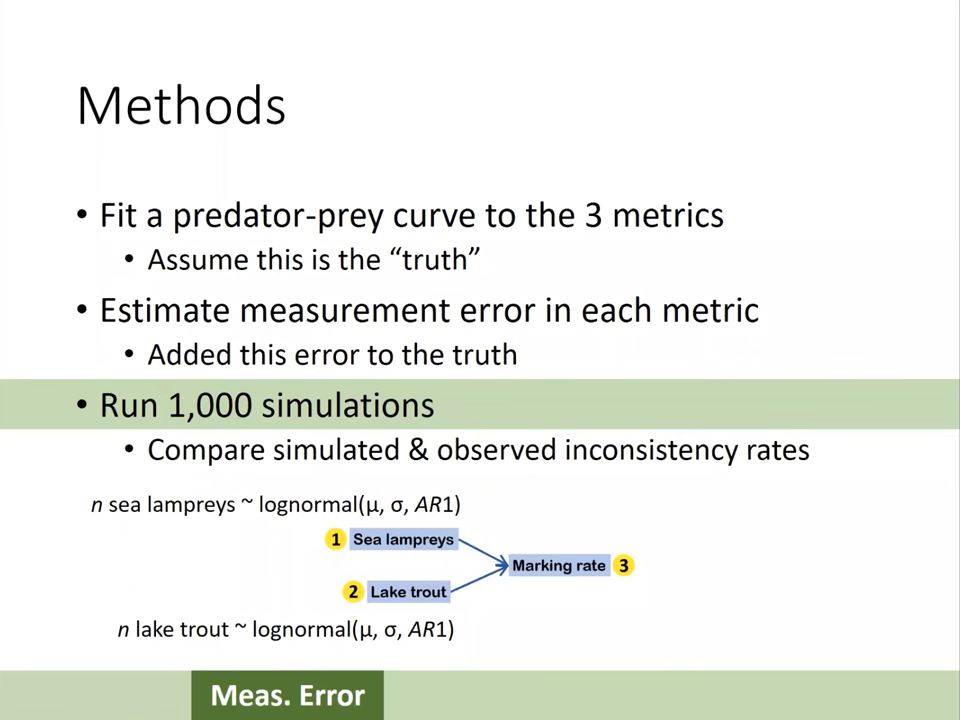 Methods
• Fit a predator-prey curve to the 3 metrics
• Assume this is the “truth”
• Estimate measurement error in each metric
• Added this error to the truth
• Run 1,000 simulations
• Compare simulated & observed inconsistency rates
n sea lampreys ~ lognormal(μ, σ, AR1)
1 Sea lampreys
Marking rate 3
2 Lake trout
n lake trout ~ lognormal(μ, σ, AR1)
Meas. Error